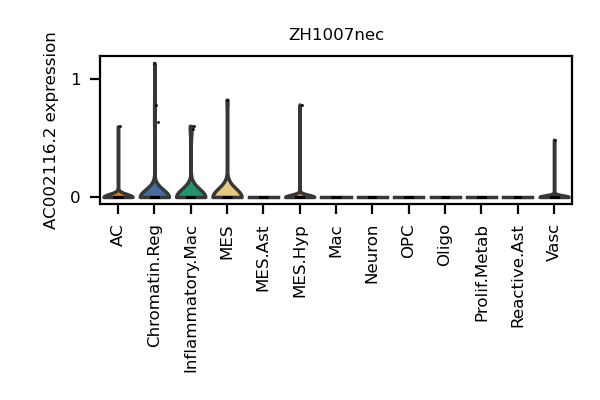 ZH1007nec
AC002116.2 expression
1
0
AC
Chromatin.Reg
Inflammatory.Mac
MES
MES.Ast
MES.Hyp
Mac
Neuron
OPC
Oligo
Prolif.Metab
Reactive.Ast
Vasc